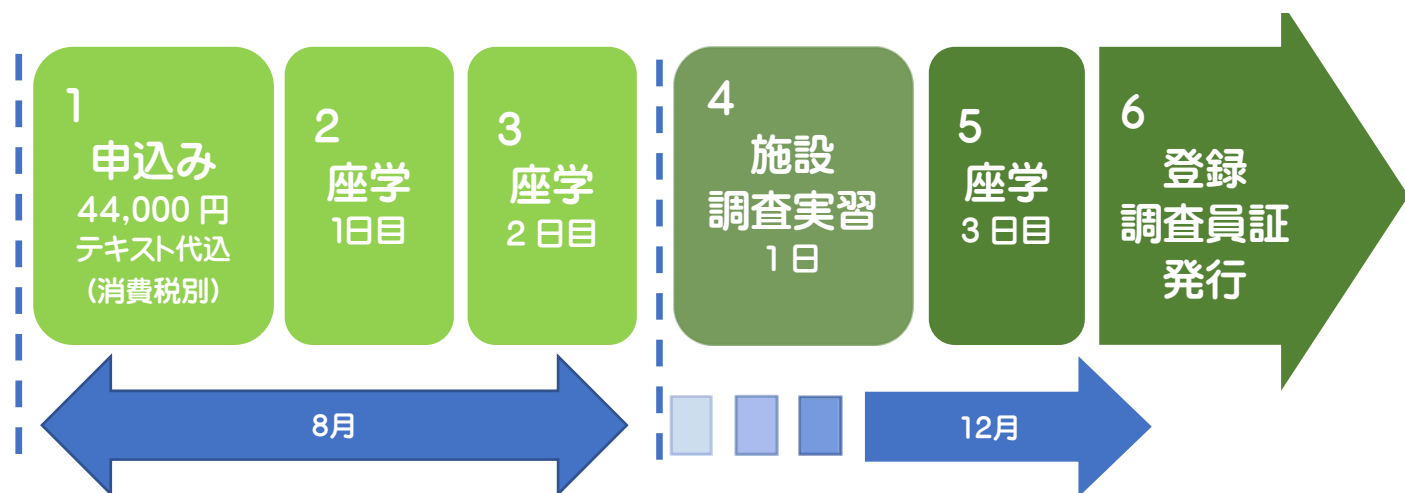 1
申込み
44,000 円
テキスト代込
(消費税別)
2
座学
1日目
3
座学
2 日目
4
施設
調査実習
1 日
5
座学
3 日目
6
登録
調査員証
発行
8月
12月